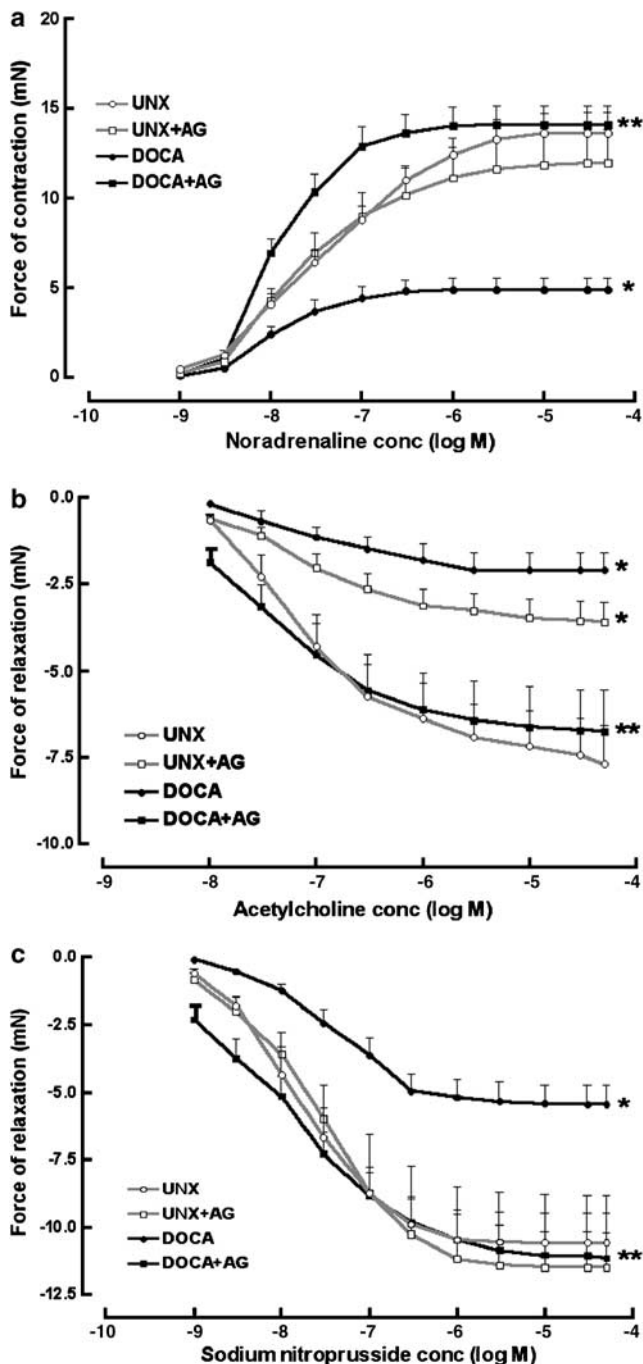 a
Force of contraction (mN)
20
15
10
5
0
UNX
UNX+AG
DOCA
DOCA+AG
**
*
-10 -9 -8 -7 -6 -5 -4
Noradrenaline conc (log M)
b
Force of relaxation (mN)
0.0
-2.5
-5.0
-7.5
-10.0
*
*
**
UNX
UNX+AG
DOCA
DOCA+AG
-9 -8 -7 -6 -5 -4
Acetylcholine conc (log M)
c
Force of relaxation (mN)
0.0
-2.5
-5.0
-7.5
-10.0
-12.5
*
**
UNX
UNX+AG
DOCA
DOCA+AG
-10 -9 -8 -7 -6 -5 -4
Sodium nitroprusside conc (log M)